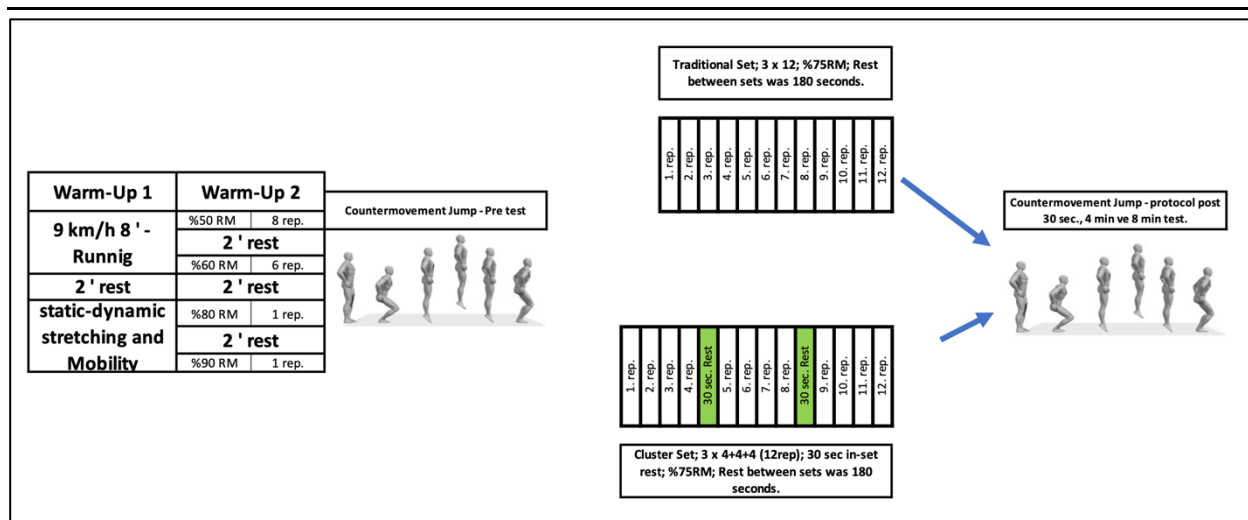 Warm-Up 1
Warm-Up 2
9 km/h 8 ' -
Runnig
%50 RM
8 rep.
2 ' rest
%60 RM
6 rep.
2 ' rest
2 ' rest
static-dynamic
stretching and
Mobility
%80 RM
1 rep.
2 ' rest
%90 RM
1 rep.
Countermovement Jump - Pre test
Traditional Set; 3 x 12; %75RM; Rest
between sets was 180 seconds.
1. rep.
2. rep.
3. rep.
4. rep.
5. rep.
6. rep.
7. rep.
8. rep.
9. rep.
10. rep.
11. rep.
12. rep.
1. rep.
2. rep.
3. rep.
4. rep.
30 sec. Rest
5. rep.
6. rep.
7. rep.
8. rep.
30 sec. Rest
9. rep.
10. rep.
11. rep.
12. rep.
Cluster Set; 3 x 4+4+4 (12rep); 30 sec in-set
rest; %75RM; Rest between sets was 180
seconds.
Countermovement Jump - protocol post
30 sec., 4 min ve 8 min test.